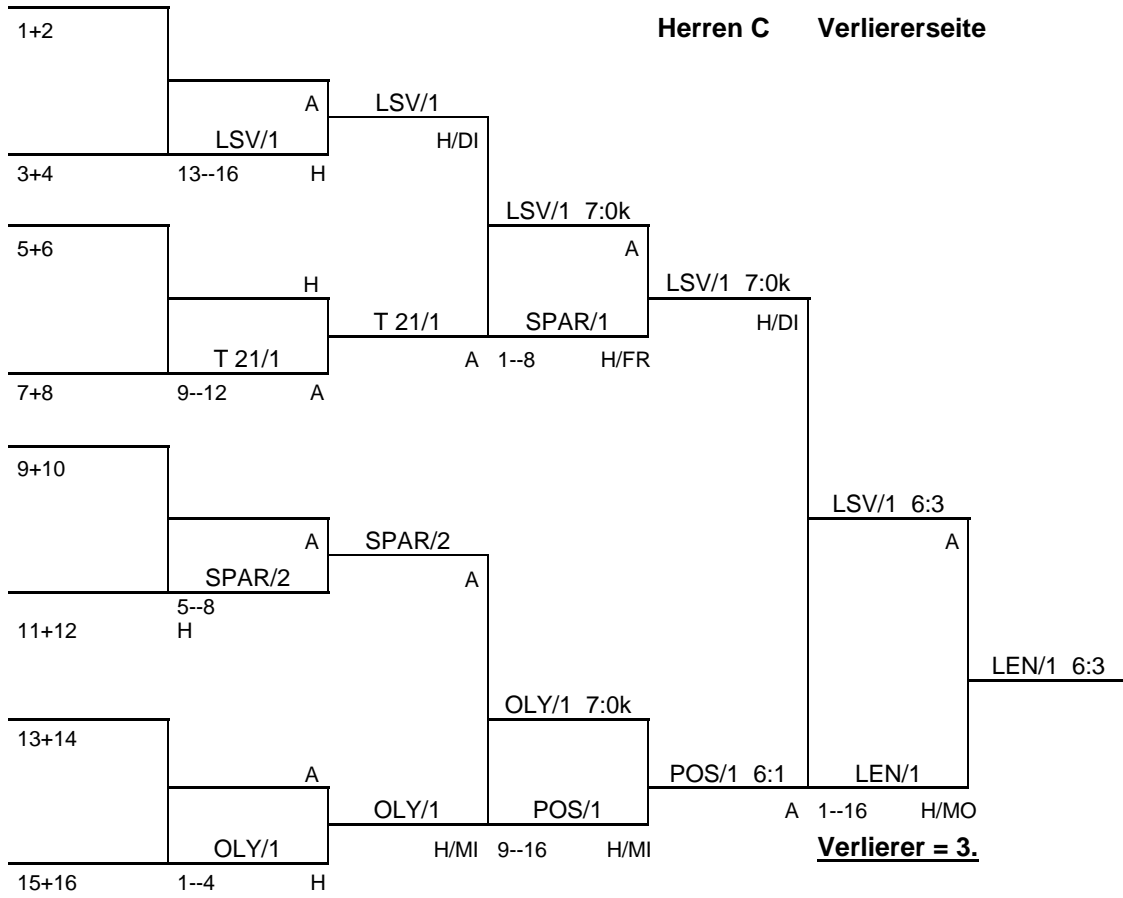 1+2
Herren C Verliererseite
A LSV/1
LSV/1 H/DI
3+4 13--16 H
LSV/1 7:0k
5+6 A
H LSV/1 7:0k
T 21/1 SPAR/1 H/DI
T 21/1 A 1--8 H/FR
7+8 9--12 A
9+10
LSV/1 6:3
A SPAR/2 A
SPAR/2 A
5--8
11+12 H
LEN/1 6:3
OLY/1 7:0k
13+14
A POS/1 6:1 LEN/1
OLY/1 POS/1 A 1--16 H/MO
OLY/1 H/MI 9--16 H/MI Verlierer = 3.
15+16 1--4 H